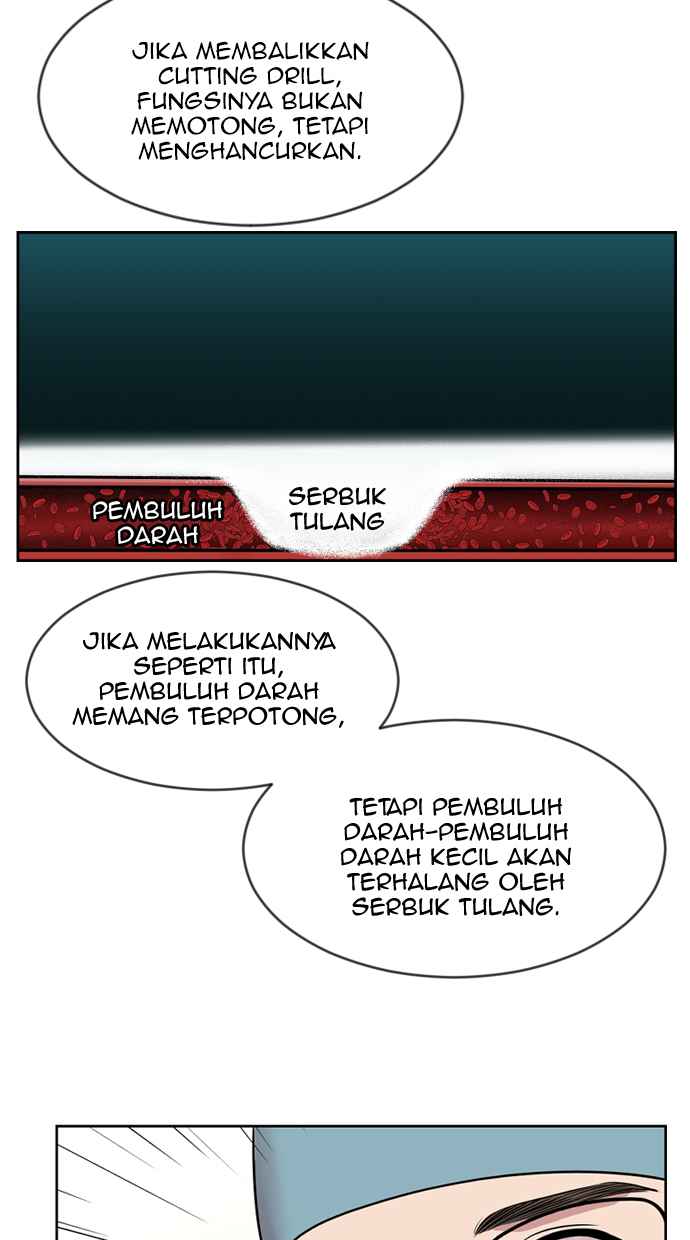 JIKA MEMBALIKKAN
CUTTING DRILL,
FUNGSINYA BUKAN
MEMOTONG, TETAPI
MENGHANCURKAN.
PEMBULUH
DARAH
SERBUK
TULANG
JIKA MELAKUKANNYA
SEPERTI ITU,
PEMBULUH DARAH
MEMANG TERPOTONG,
TETAPI PEMBULUH
DARAH-PEMBULUH
DARAH KECIL AKAN
TERHALANG OLEH
SERBUK TULANG.